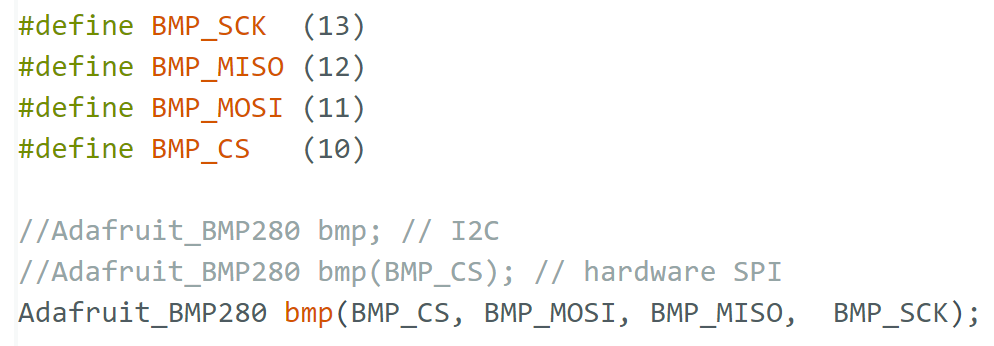 #define BMP_SCK  (13)
#define BMP_MISO (12)
#define BMP_MOSI (11)
#define BMP_CS   (10)

//Adafruit_BMP280 bmp; // I2C
//Adafruit_BMP280 bmp(BMP_CS); // hardware SPI
Adafruit_BMP280 bmp(BMP_CS, BMP_MOSI, BMP_MISO,  BMP_SCK);